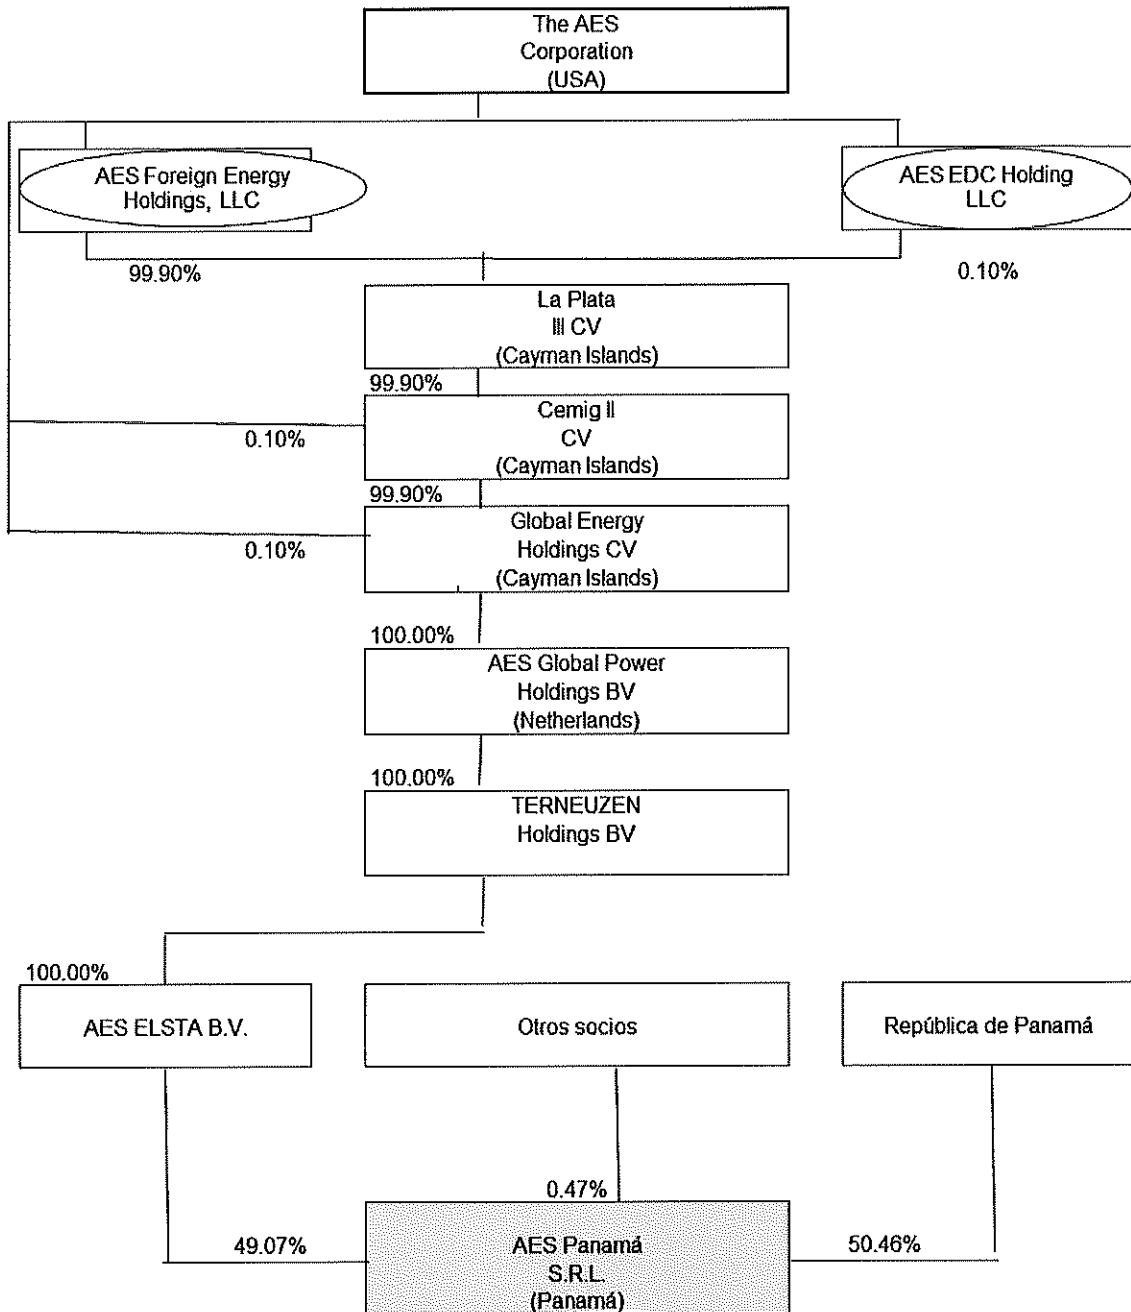 The AES
Corporation
(USA)
AES Foreign Energy
Holdings, LLC
AES EDC Holding
LLC
99.90%
0.10%
La Plata
III CV
(Cayman Islands)
99.90%
Cemig II
CV
(Cayman Islands)
0.10%
99.90%
Global Energy
Holdings CV
(Cayman Islands)
0.10%
100.00%
AES Global Power
Holdings BV
(Netherlands)
100.00%
TERNEUZEN
Holdings BV
100.00%
AES ELSTA B.V.
Otros socios
República de Panamá
0.47%
49.07%
AES Panamá
S.R.L.
(Panamá)
50.46%